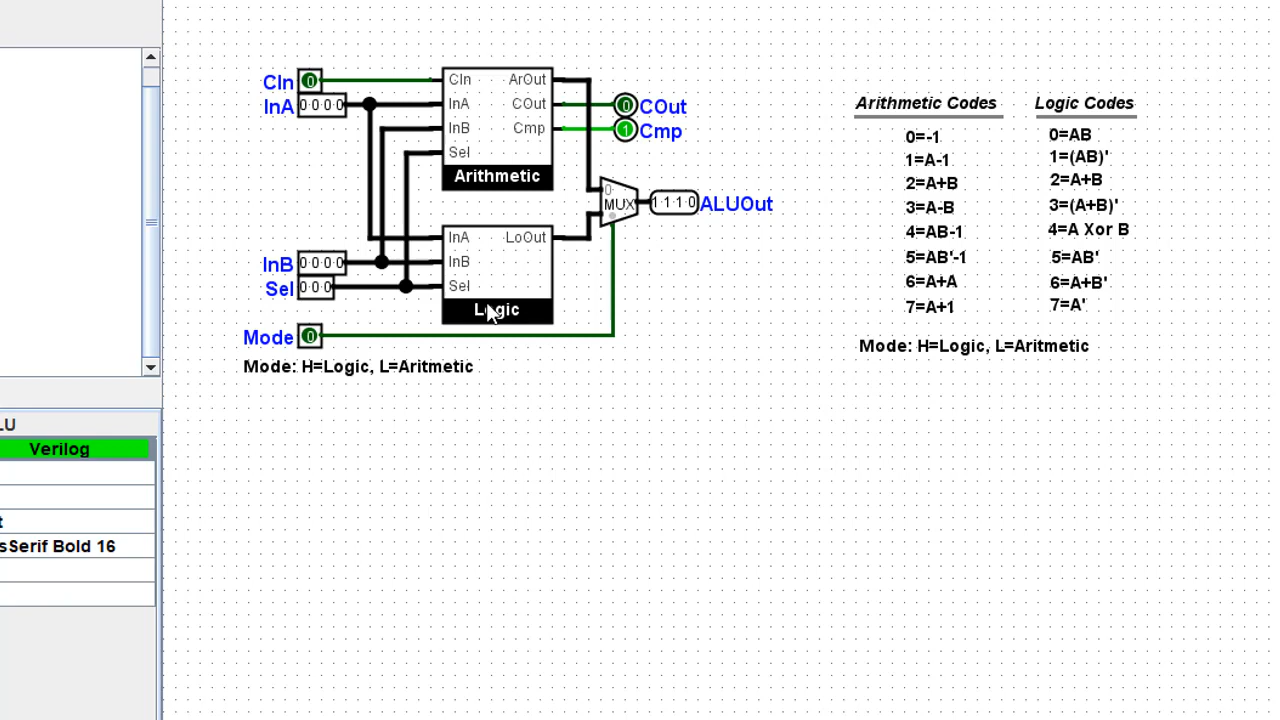 CIn 0
InA 0 0 0 0
CIn ArOut
InA COut
InB Cmp
Sel
Arithmetic
0 COut
1 Cmp
0
MUX
1 1 1 0 ALUOut
InA LoOut
InB
Sel
Logic
InB 0 0 0 0
Sel 0 0 0
Mode 0
Mode: H=Logic, L=Aritmetic
Arithmetic Codes
0=-1
1=A-1
2=A+B
3=A-B
4=AB-1
5=AB'-1
6=A+A
7=A+1
Logic Codes
0=AB
1=(AB)'
2=A+B
3=(A+B)'
4=A Xor B
5=AB'
6=A+B'
7=A'
Mode: H=Logic, L=Aritmetic
LU
Verilog
t
sSerif Bold 16